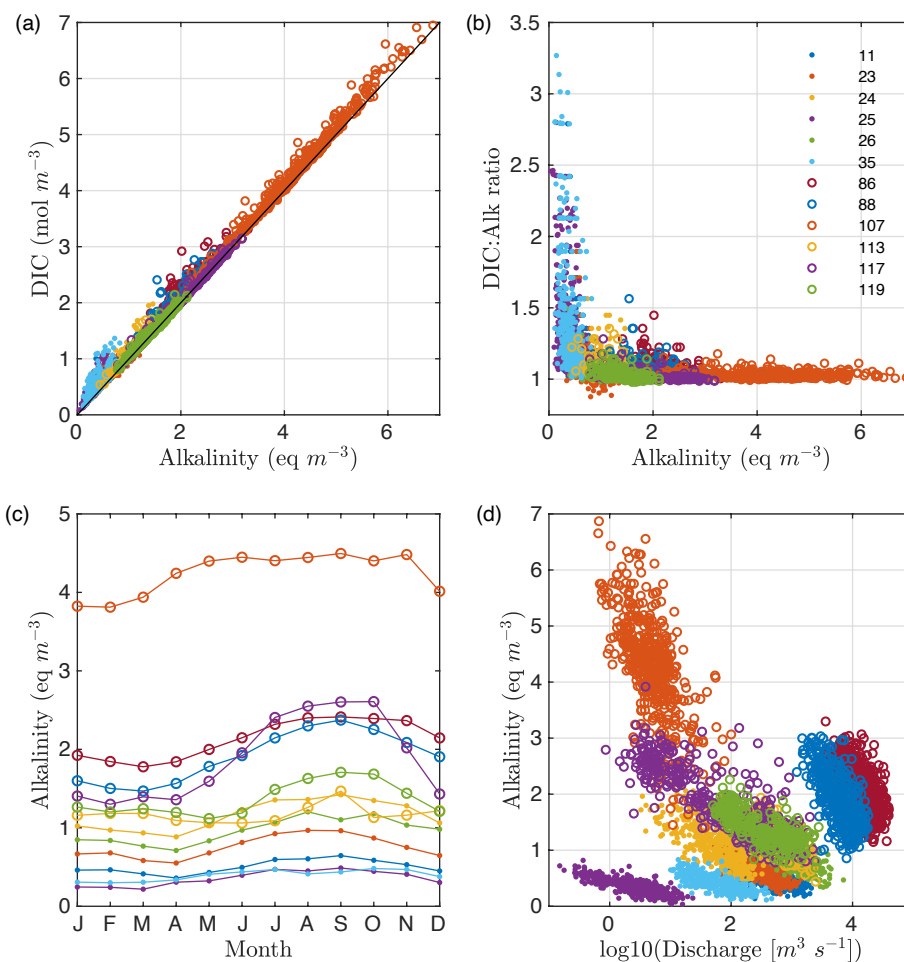 (a)
7
6
5
4
3
2
1
0
0 2 4 6
DIC (mol m⁻³)
Alkalinity (eq m⁻³)
(b)
3.5
3
2.5
2
1.5
1
0 2 4 6
DIC:Alk ratio
Alkalinity (eq m⁻³)
11
23
24
25
26
35
86
88
107
113
117
119
(c)
5
4
3
2
1
0
J F M A M J J A S O N D
Alkalinity (eq m⁻³)
Month
(d)
7
6
5
4
3
2
1
0
0 2 4
Alkalinity (eq m⁻³)
log10(Discharge [m³ s⁻¹])